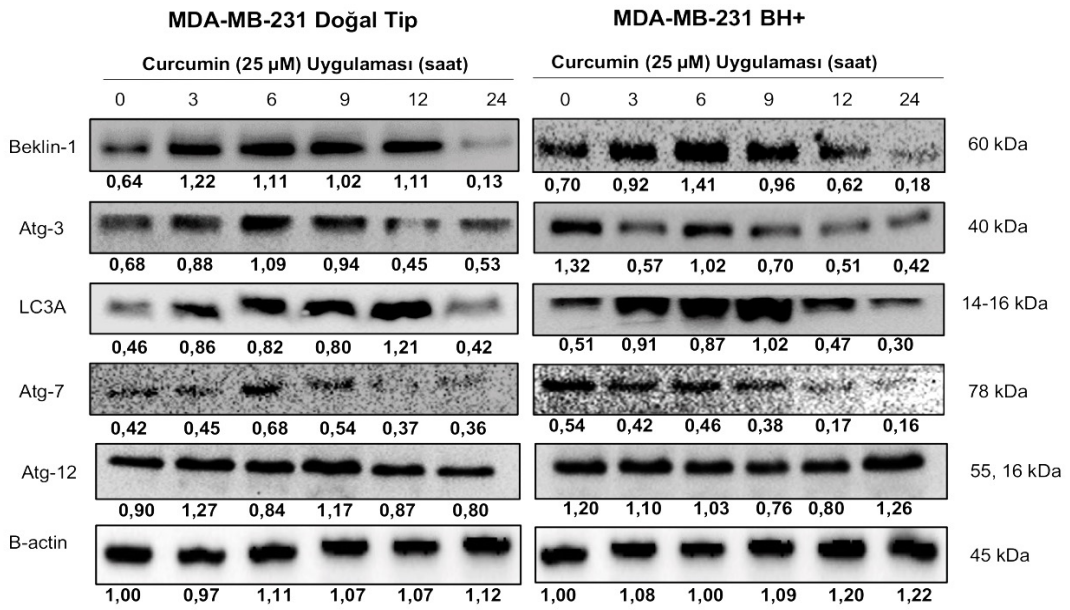 MDA-MB-231 Doğal Tip MDA-MB-231 BH+
Curcumin (25 µM) Uygulaması (saat) Curcumin (25 µM) Uygulaması (saat)
0 3 6 9 12 24 0 3 6 9 12 24
Beklin-1 60 kDa
0,64 1,22 1,11 1,02 1,11 0,13 0,70 0,92 1,41 0,96 0,62 0,18
Atg-3 40 kDa
0,68 0,88 1,09 0,94 0,45 0,53 1,32 0,57 1,02 0,70 0,51 0,42
LC3A 14-16 kDa
0,46 0,86 0,82 0,80 1,21 0,42 0,51 0,91 0,87 1,02 0,47 0,30
Atg-7 78 kDa
0,42 0,45 0,68 0,54 0,37 0,36 0,54 0,42 0,46 0,38 0,17 0,16
Atg-12 55, 16 kDa
0,90 1,27 0,84 1,17 0,87 0,80 1,20 1,10 1,03 0,76 0,80 1,26
B-actin 45 kDa
1,00 0,97 1,11 1,07 1,07 1,12 1,00 1,08 1,00 1,09 1,20 1,22